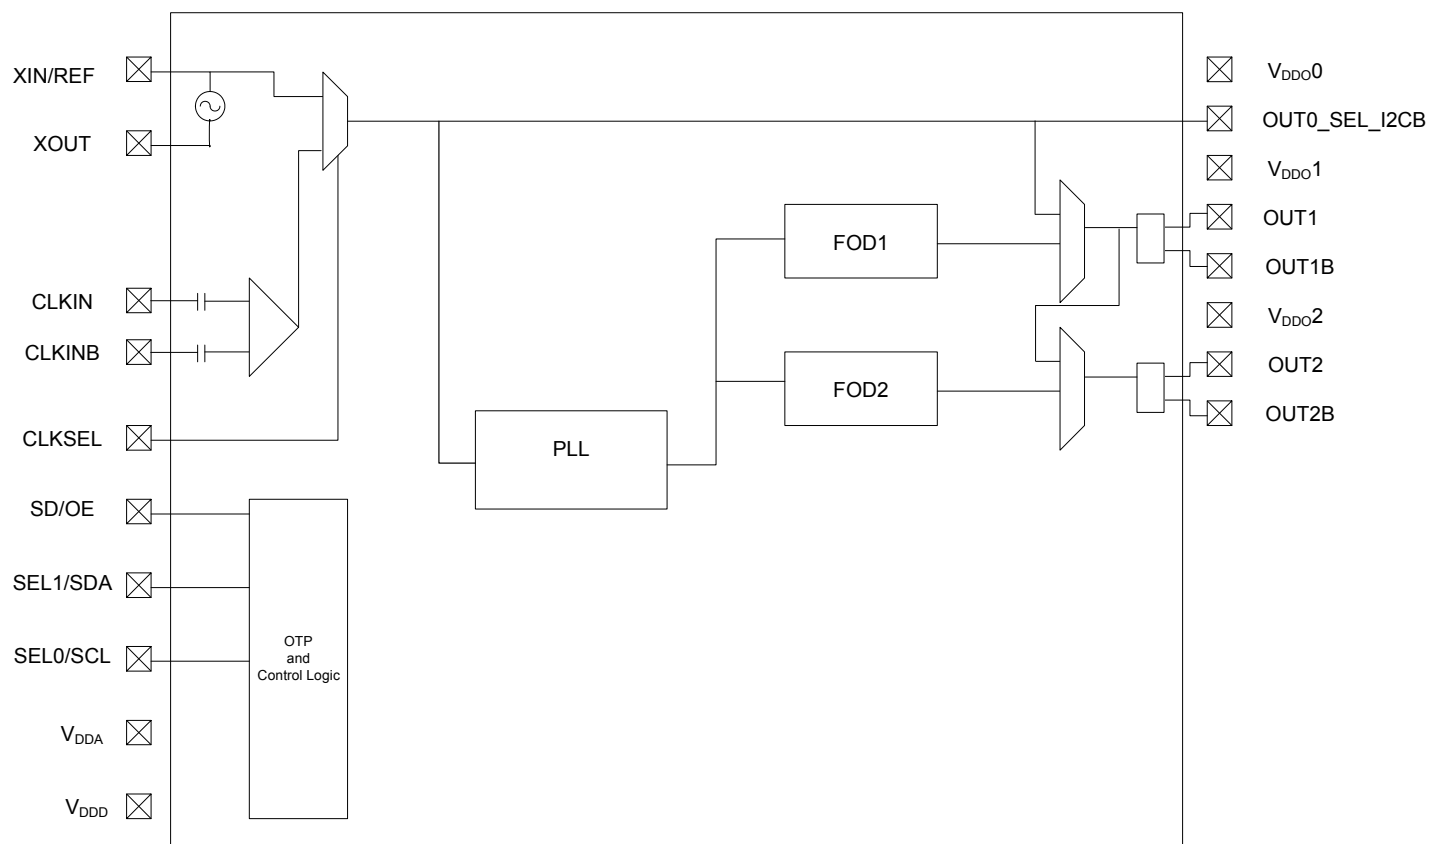 XIN/REF
XOUT
CLKIN
CLKINB
CLKSEL
SD/OE
SEL1/SDA
SEL0/SCL
VDDA
VDDD
OTP
and
Control Logic
PLL
FOD1
FOD2
VDDO0
OUT0_SEL_I2CB
VDDO1
OUT1
OUT1B
VDDO2
OUT2
OUT2B